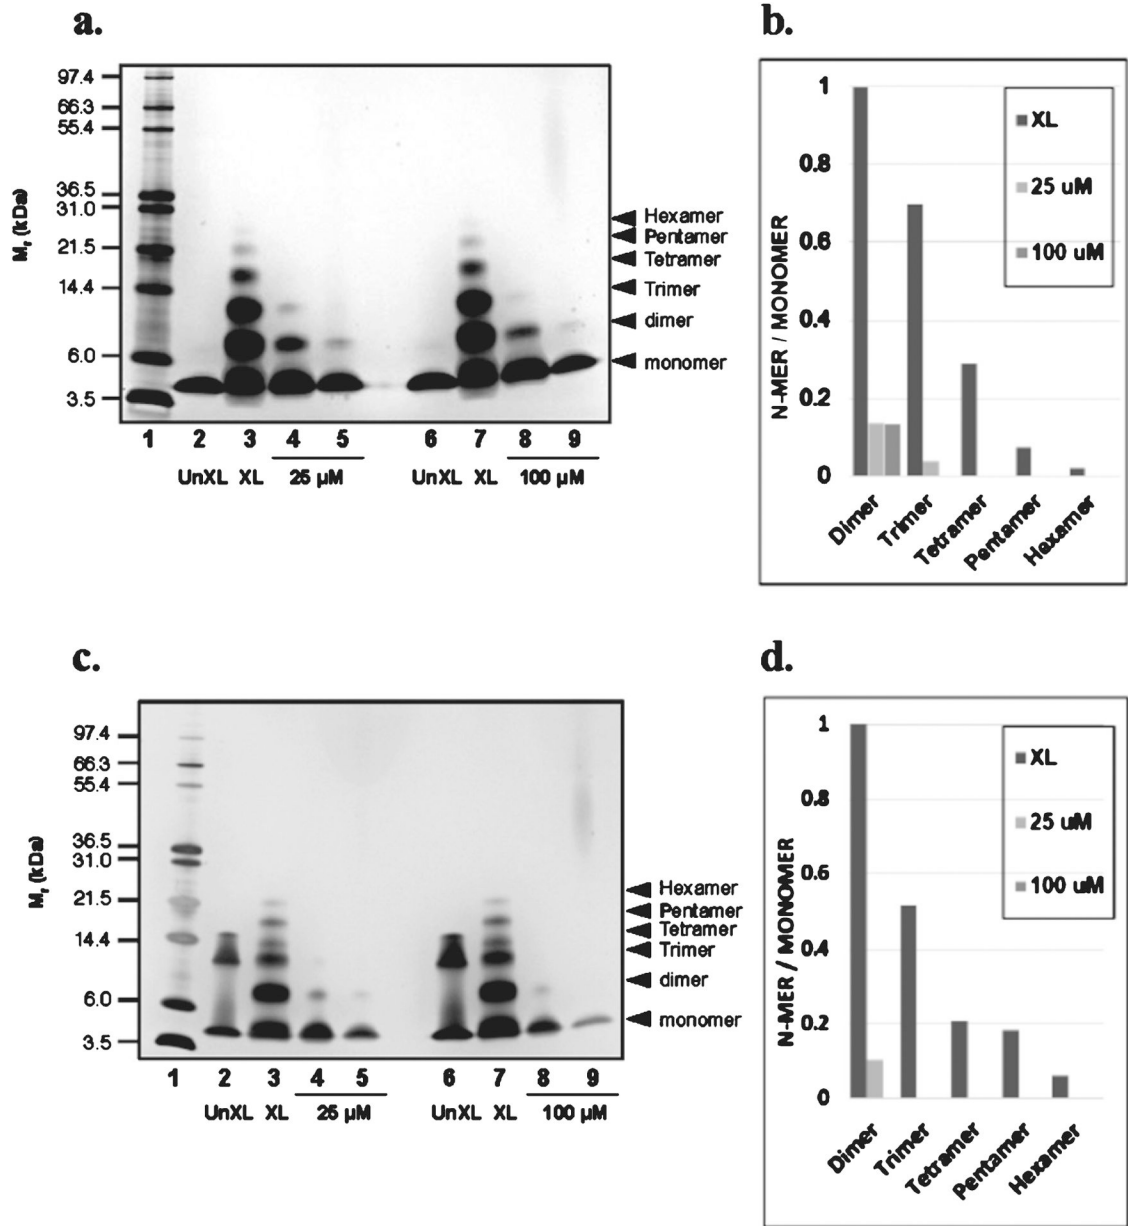 a.
97.4
66.3
55.4
36.5
31.0
21.5
14.4
6.0
3.5
Mr (kDa)
Hexamer
Pentamer
Tetramer
Trimer
dimer
monomer
1 2 3 4 5 6 7 8 9
UnXL XL 25 µM UnXL XL 100 µM
b.
N-MER / MONOMER
1
0.8
0.6
0.4
0.2
0
XL
25 uM
100 uM
Dimer
Trimer
Tetramer
Pentamer
Hexamer
c.
97.4
66.3
55.4
36.5
31.0
21.5
14.4
6.0
3.5
Mr (kDa)
Hexamer
Pentamer
Tetramer
Trimer
dimer
monomer
1 2 3 4 5 6 7 8 9
UnXL XL 25 µM UnXL XL 100 µM
d.
N-MER / MONOMER
1
0.8
0.6
0.4
0.2
0
XL
25 uM
100 uM
Dimer
Trimer
Tetramer
Pentamer
Hexamer